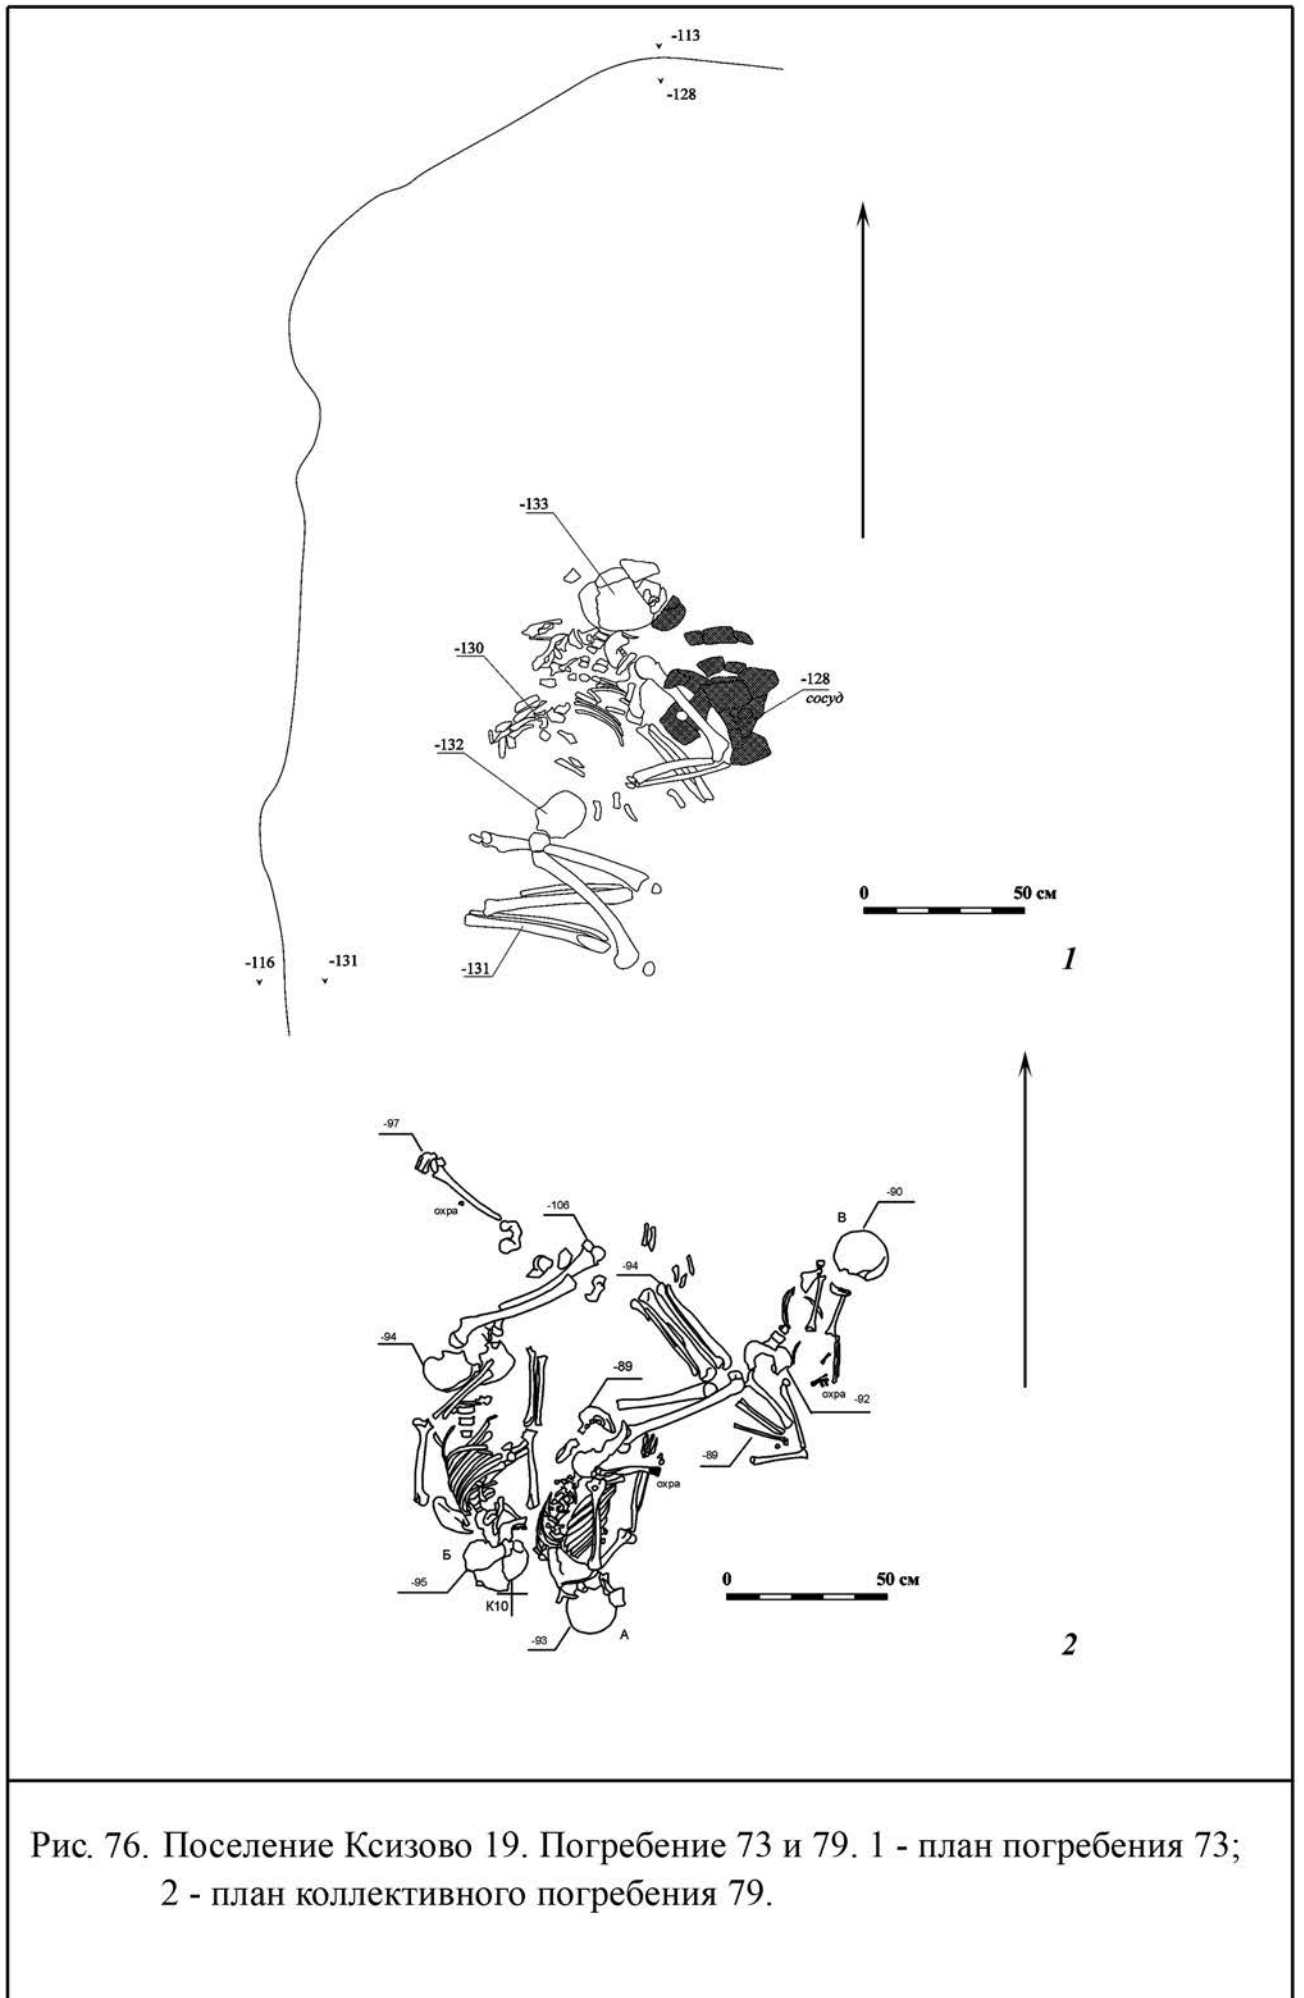 -113
-128
-133
-130
-128
сосуд
-132
0 50 см
-131
1
-116 -131
-97
-90
В
охра
-106
-94
-94
-89
охра -92
-89
охра
Б
-95
К10
0 50 см
-93 А
2
Рис. 76. Поселение Ксизово 19. Погребение 73 и 79. 1 - план погребения 73;
2 - план коллективного погребения 79.